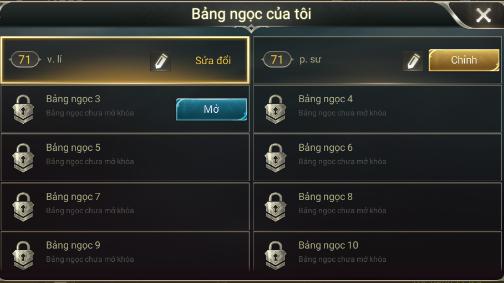 Bảng ngọc của tôi
71 v. lí Sửa đổi
71 p. sư Chỉnh
Bảng ngọc 3
Bảng ngọc chưa mở khóa
Mở
Bảng ngọc 4
Bảng ngọc chưa mở khóa
Bảng ngọc 5
Bảng ngọc chưa mở khóa
Bảng ngọc 6
Bảng ngọc chưa mở khóa
Bảng ngọc 7
Bảng ngọc chưa mở khóa
Bảng ngọc 8
Bảng ngọc chưa mở khóa
Bảng ngọc 9
Bảng ngọc chưa mở khóa
Bảng ngọc 10
Bảng ngọc chưa mở khóa